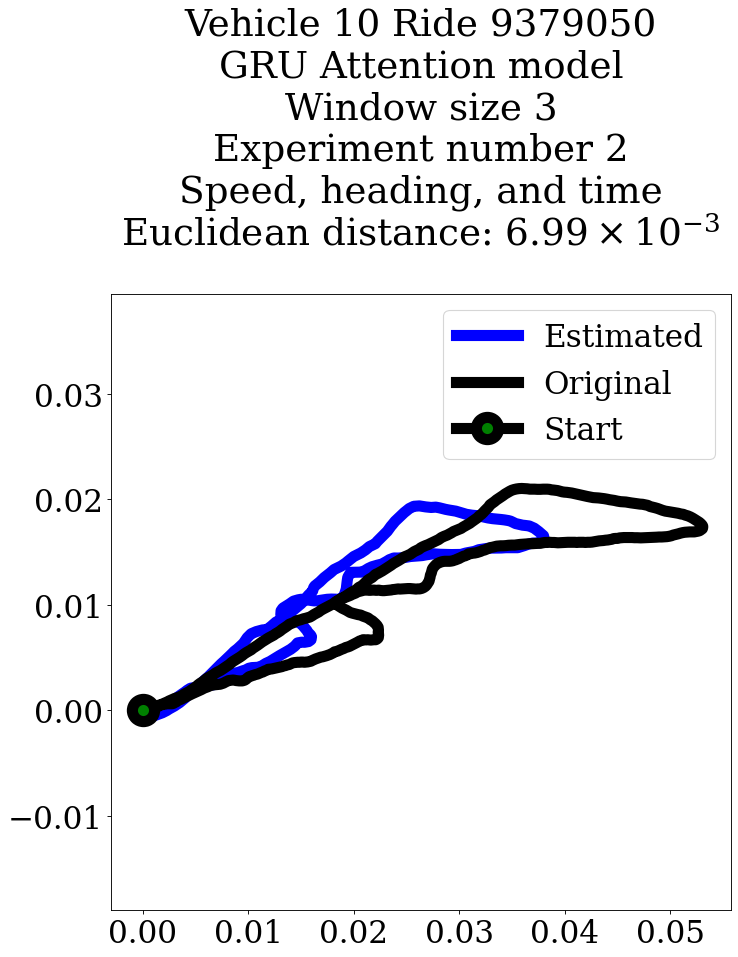 Vehicle 10 Ride 9379050
GRU Attention model
Window size 3
Experiment number 2
Speed, heading, and time
Euclidean distance: 6.99 × 10⁻³
Estimated
Original
Start
0.03
0.02
0.01
0.00
−0.01
0.00 0.01 0.02 0.03 0.04 0.05